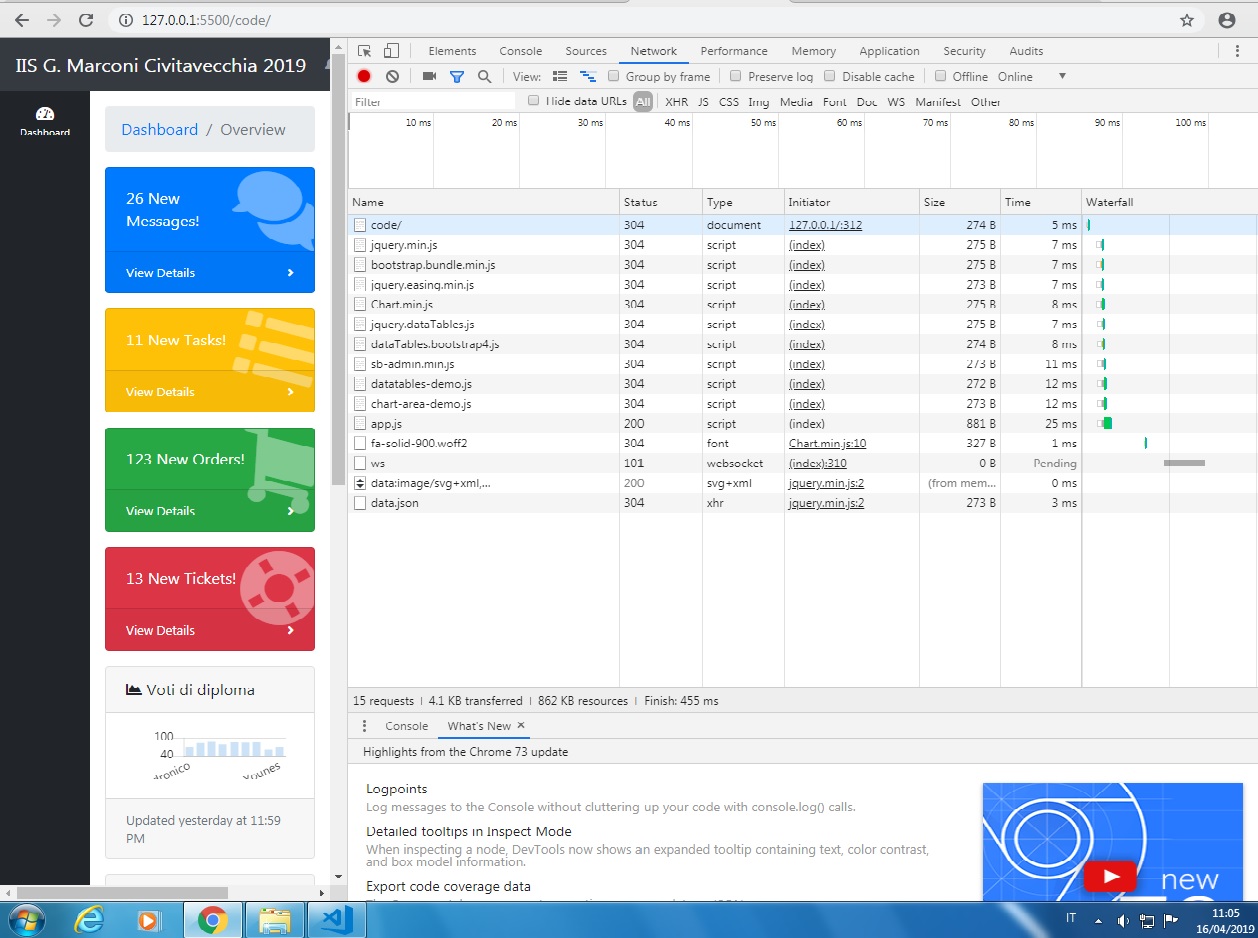 127.0.0.1:5500/code/
IIS G. Marconi Civitavecchia 2019
Dashboard
Dashboard / Overview
26 New
Messages!
View Details
11 New Tasks!
View Details
123 New Orders!
View Details
13 New Tickets!
View Details
Voti di diploma
100
40
Updated yesterday at 11:59
PM
Elements Console Sources Network Performance Memory Application Security Audits
View: Group by frame Preserve log Disable cache Offline Online
Filter Hide data URLs All XHR JS CSS Img Media Font Doc WS Manifest Other
10 ms 20 ms 30 ms 40 ms 50 ms 60 ms 70 ms 80 ms 90 ms 100 ms
Name Status Type Initiator Size Time Waterfall
code/ 304 document 127.0.0.1/:312 274 B 5 ms
jquery.min.js 304 script (index) 275 B 7 ms
bootstrap.bundle.min.js 304 script (index) 275 B 7 ms
jquery.easing.min.js 304 script (index) 273 B 7 ms
Chart.min.js 304 script (index) 275 B 8 ms
jquery.dataTables.js 304 script (index) 275 B 7 ms
dataTables.bootstrap4.js 304 script (index) 274 B 8 ms
sb-admin.min.js 304 script (index) 273 B 11 ms
datatables-demo.js 304 script (index) 272 B 12 ms
chart-area-demo.js 304 script (index) 273 B 12 ms
app.js 200 script (index) 881 B 25 ms
fa-solid-900.woff2 304 font Chart.min.js:10 327 B 1 ms
ws 101 websocket (index):310 0 B Pending
data:image/svg+xml,... 200 svg+xml jquery.min.js:2 (from mem... 0 ms
data.json 304 xhr jquery.min.js:2 273 B 3 ms
15 requests | 4.1 KB transferred | 862 KB resources | Finish: 455 ms
Console What's New ×
Highlights from the Chrome 73 update
Logpoints
Log messages to the Console without cluttering up your code with console.log() calls.
Detailed tooltips in Inspect Mode
When inspecting a node, DevTools now shows an expanded tooltip containing text, color contrast,
and box model information.
Export code coverage data
new
IT
11:05
16/04/2019